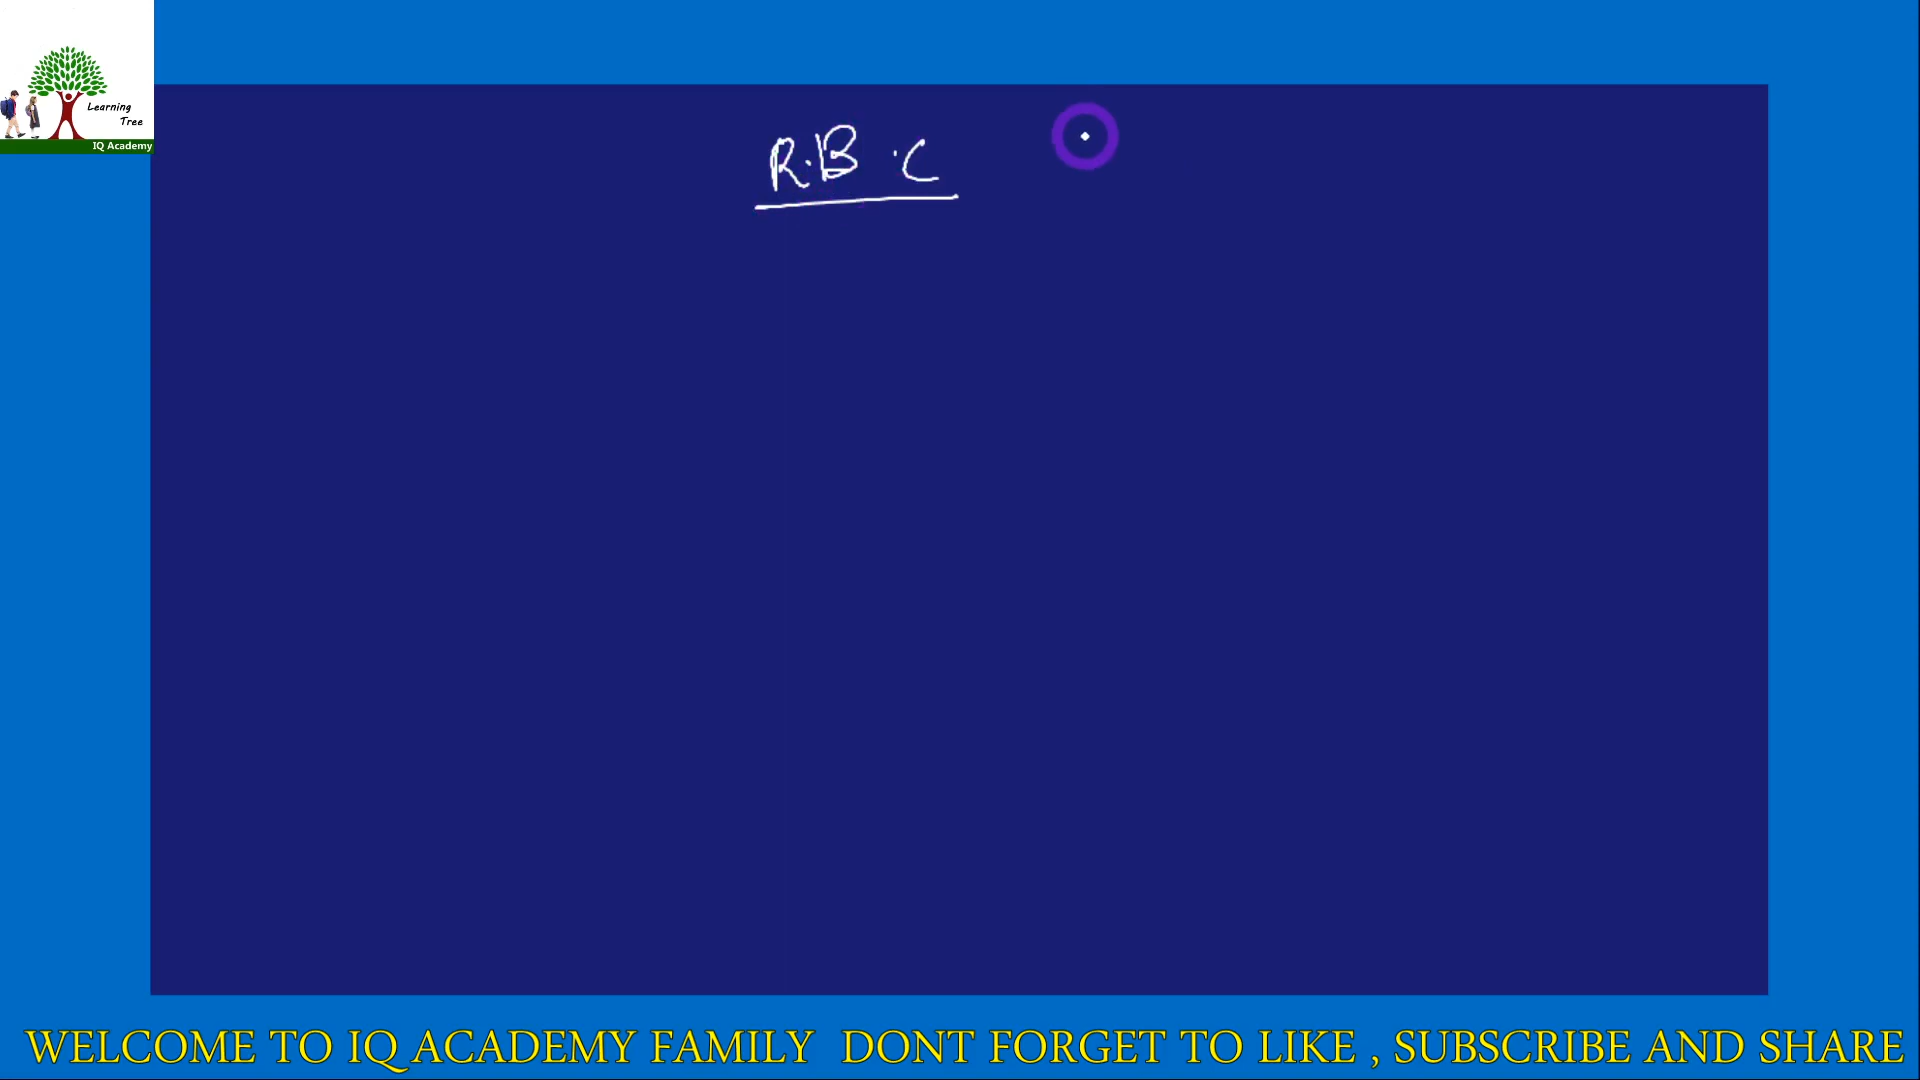 Learning
Tree
IQ Academy
R.B.C
WELCOME TO IQ ACADEMY FAMILY DONT FORGET TO LIKE , SUBSCRIBE AND SHARE